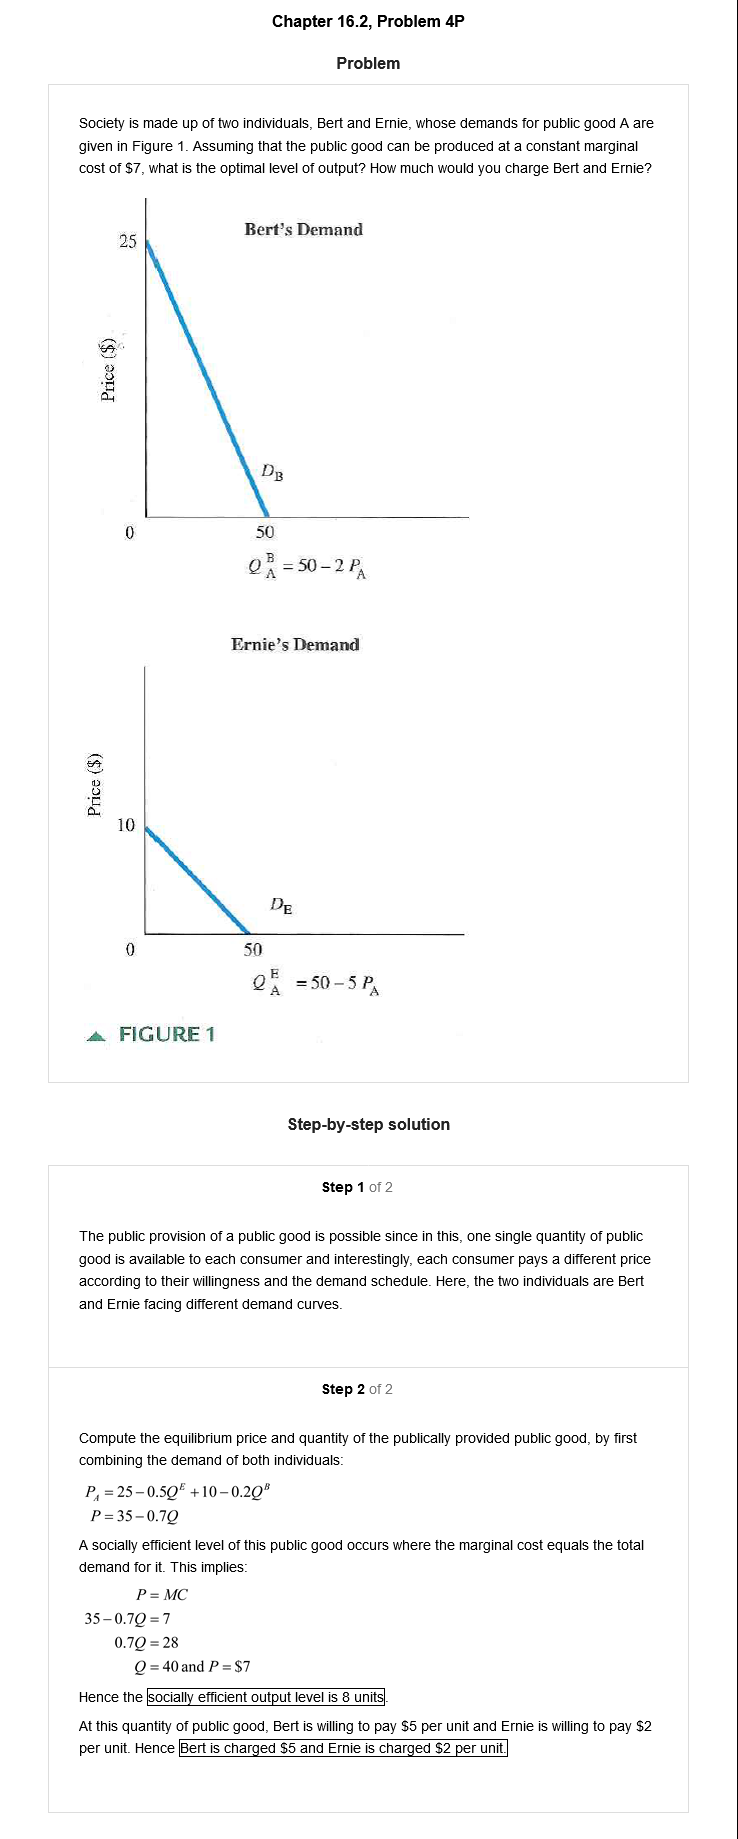 Chapter 16.2, Problem 4P
Problem
Society is made up of two individuals, Bert and Ernie, whose demands for public good A are
given in Figure 1. Assuming that the public good can be produced at a constant marginal
cost of $7, what is the optimal level of output? How much would you charge Bert and Ernie?
Bert's Demand
25
Price ($)
D_B
0
50
Q_A^B = 50 – 2 P_A
Ernie's Demand
Price ($)
10
D_E
0
50
Q_A^E = 50 – 5 P_A
▲ FIGURE 1
Step-by-step solution
Step 1 of 2
The public provision of a public good is possible since in this, one single quantity of public
good is available to each consumer and interestingly, each consumer pays a different price
according to their willingness and the demand schedule. Here, the two individuals are Bert
and Ernie facing different demand curves.
Step 2 of 2
Compute the equilibrium price and quantity of the publically provided public good, by first
combining the demand of both individuals:
P_A = 25 – 0.5Q^E + 10 – 0.2Q^B
P = 35 – 0.7Q
A socially efficient level of this public good occurs where the marginal cost equals the total
demand for it. This implies:
P = MC
35 – 0.7Q = 7
0.7Q = 28
Q = 40 and P = $7
Hence the socially efficient output level is 8 units.
At this quantity of public good, Bert is willing to pay $5 per unit and Ernie is willing to pay $2
per unit. Hence Bert is charged $5 and Ernie is charged $2 per unit.